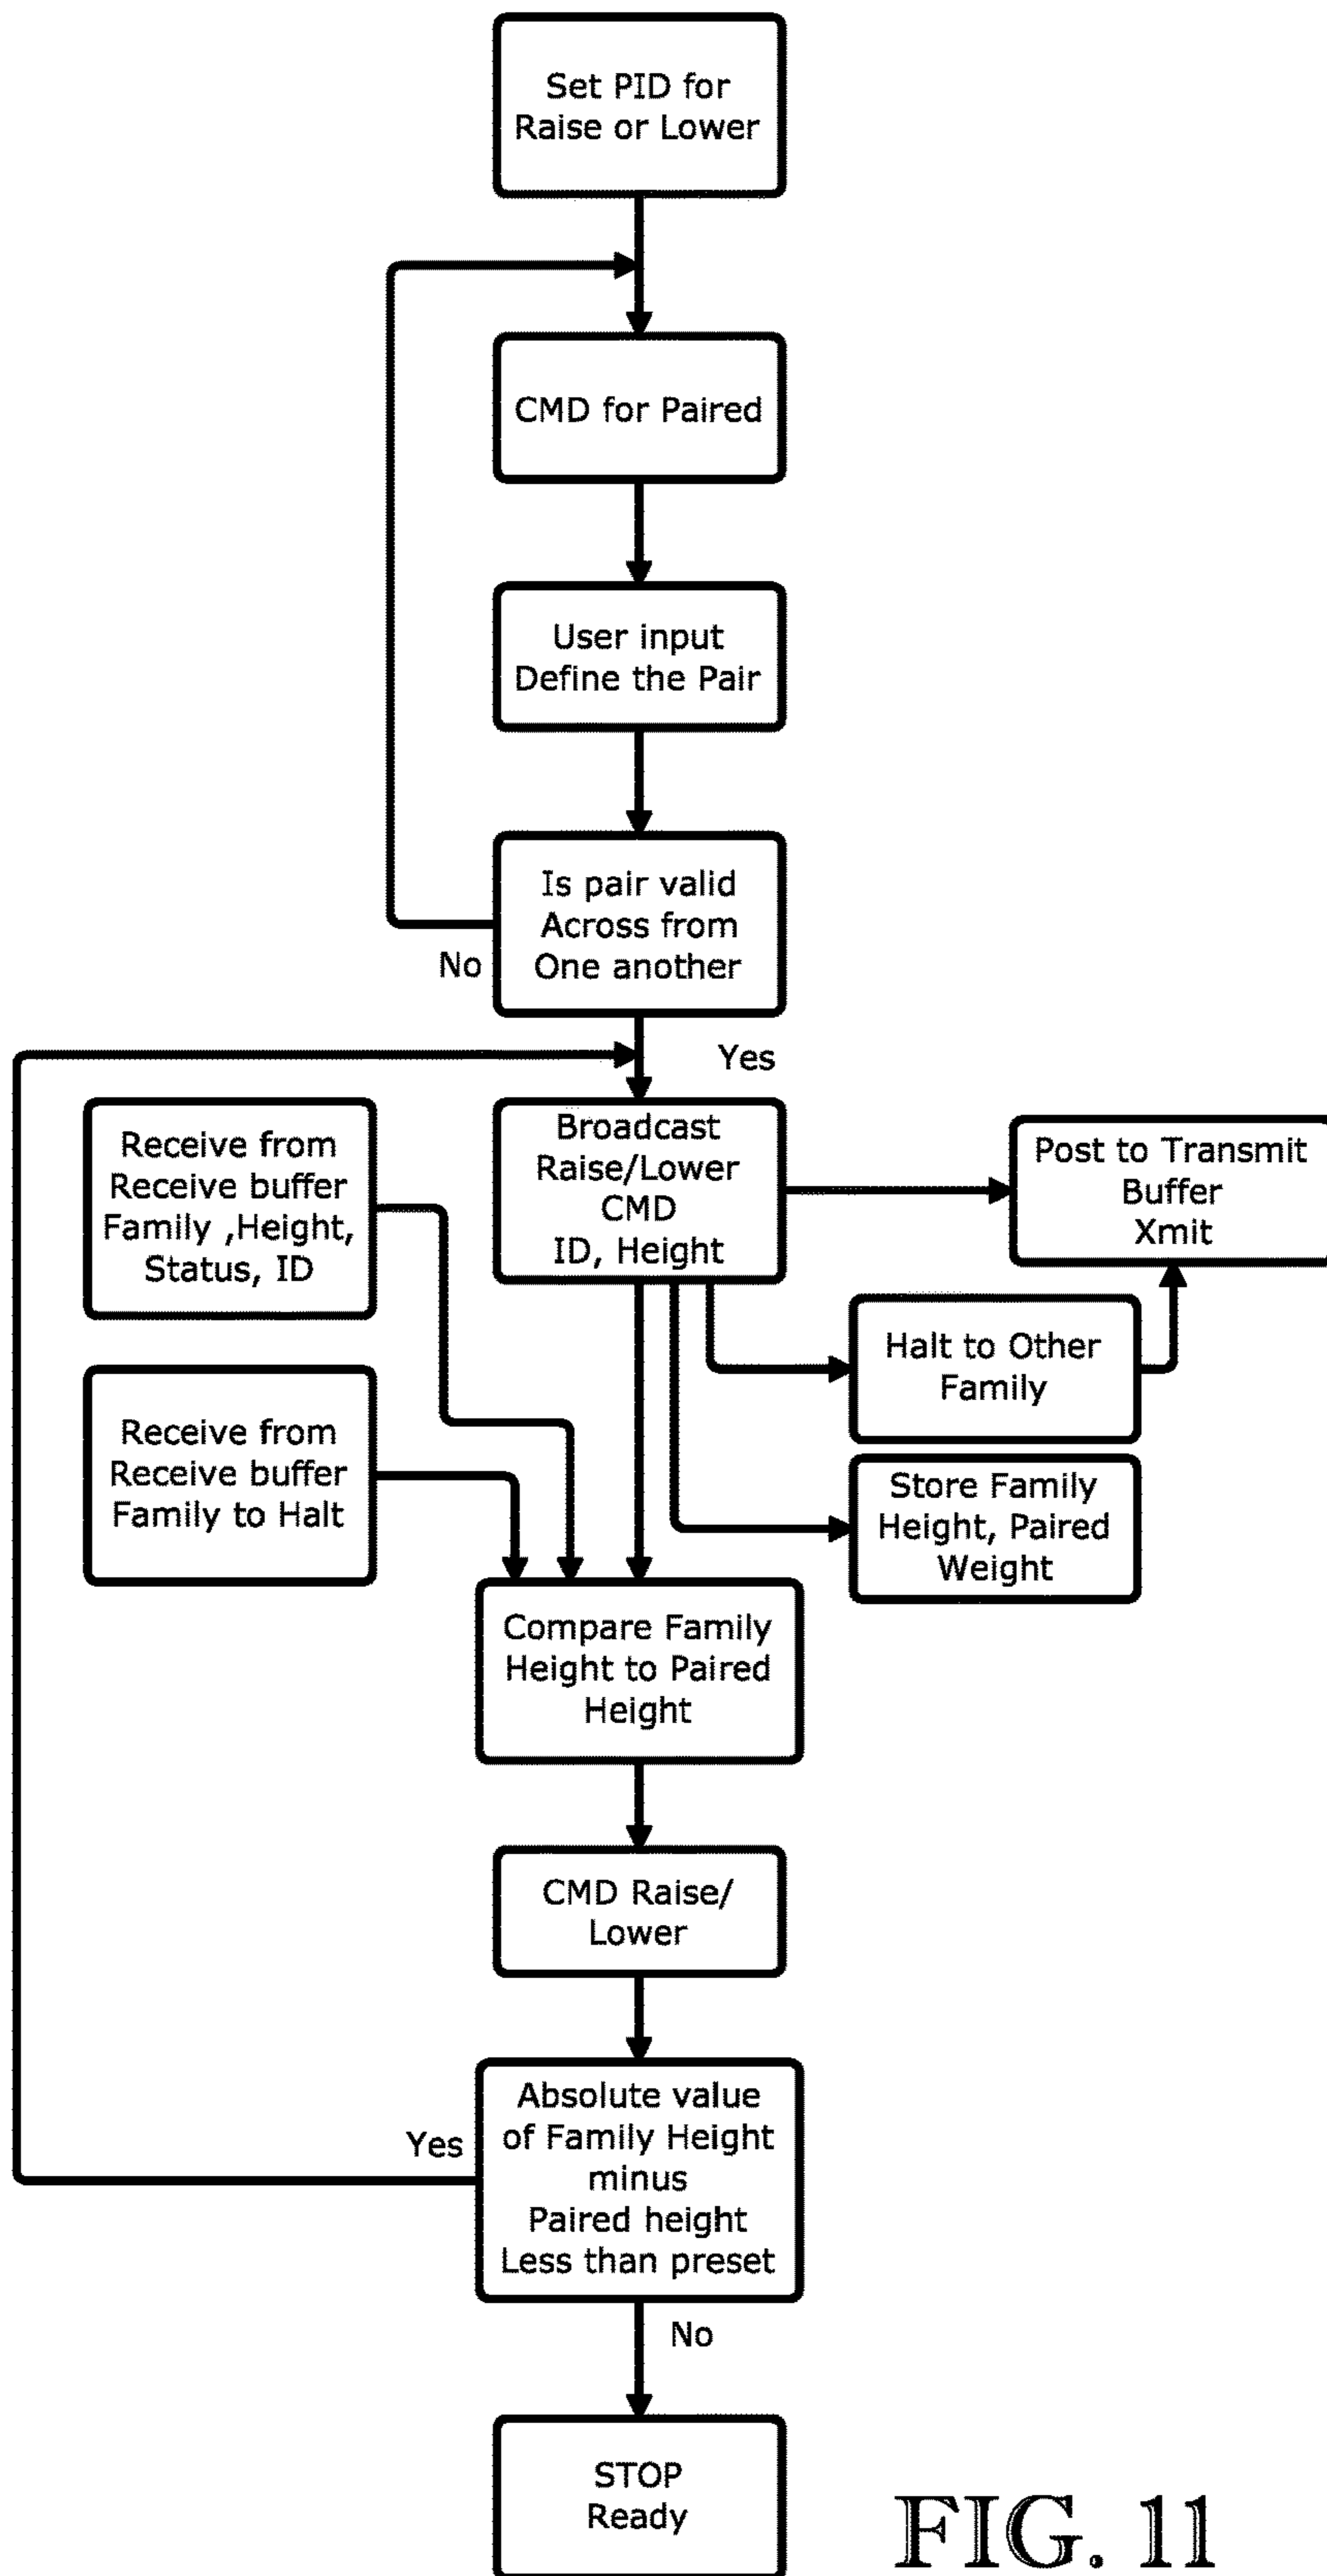 Set PID for
Raise or Lower
CMD for Paired
User input
Define the Pair
Is pair valid
Across from
One another
No
Yes
Receive from
Receive buffer
Family ,Height,
Status, ID
Broadcast
Raise/Lower
CMD
ID, Height
Post to Transmit
Buffer
Xmit
Halt to Other
Family
Receive from
Receive buffer
Family to Halt
Store Family
Height, Paired
Weight
Compare Family
Height to Paired
Height
CMD Raise/
Lower
Absolute value
of Family Height
minus
Paired height
Less than preset
Yes
No
STOP
Ready
FIG. 11